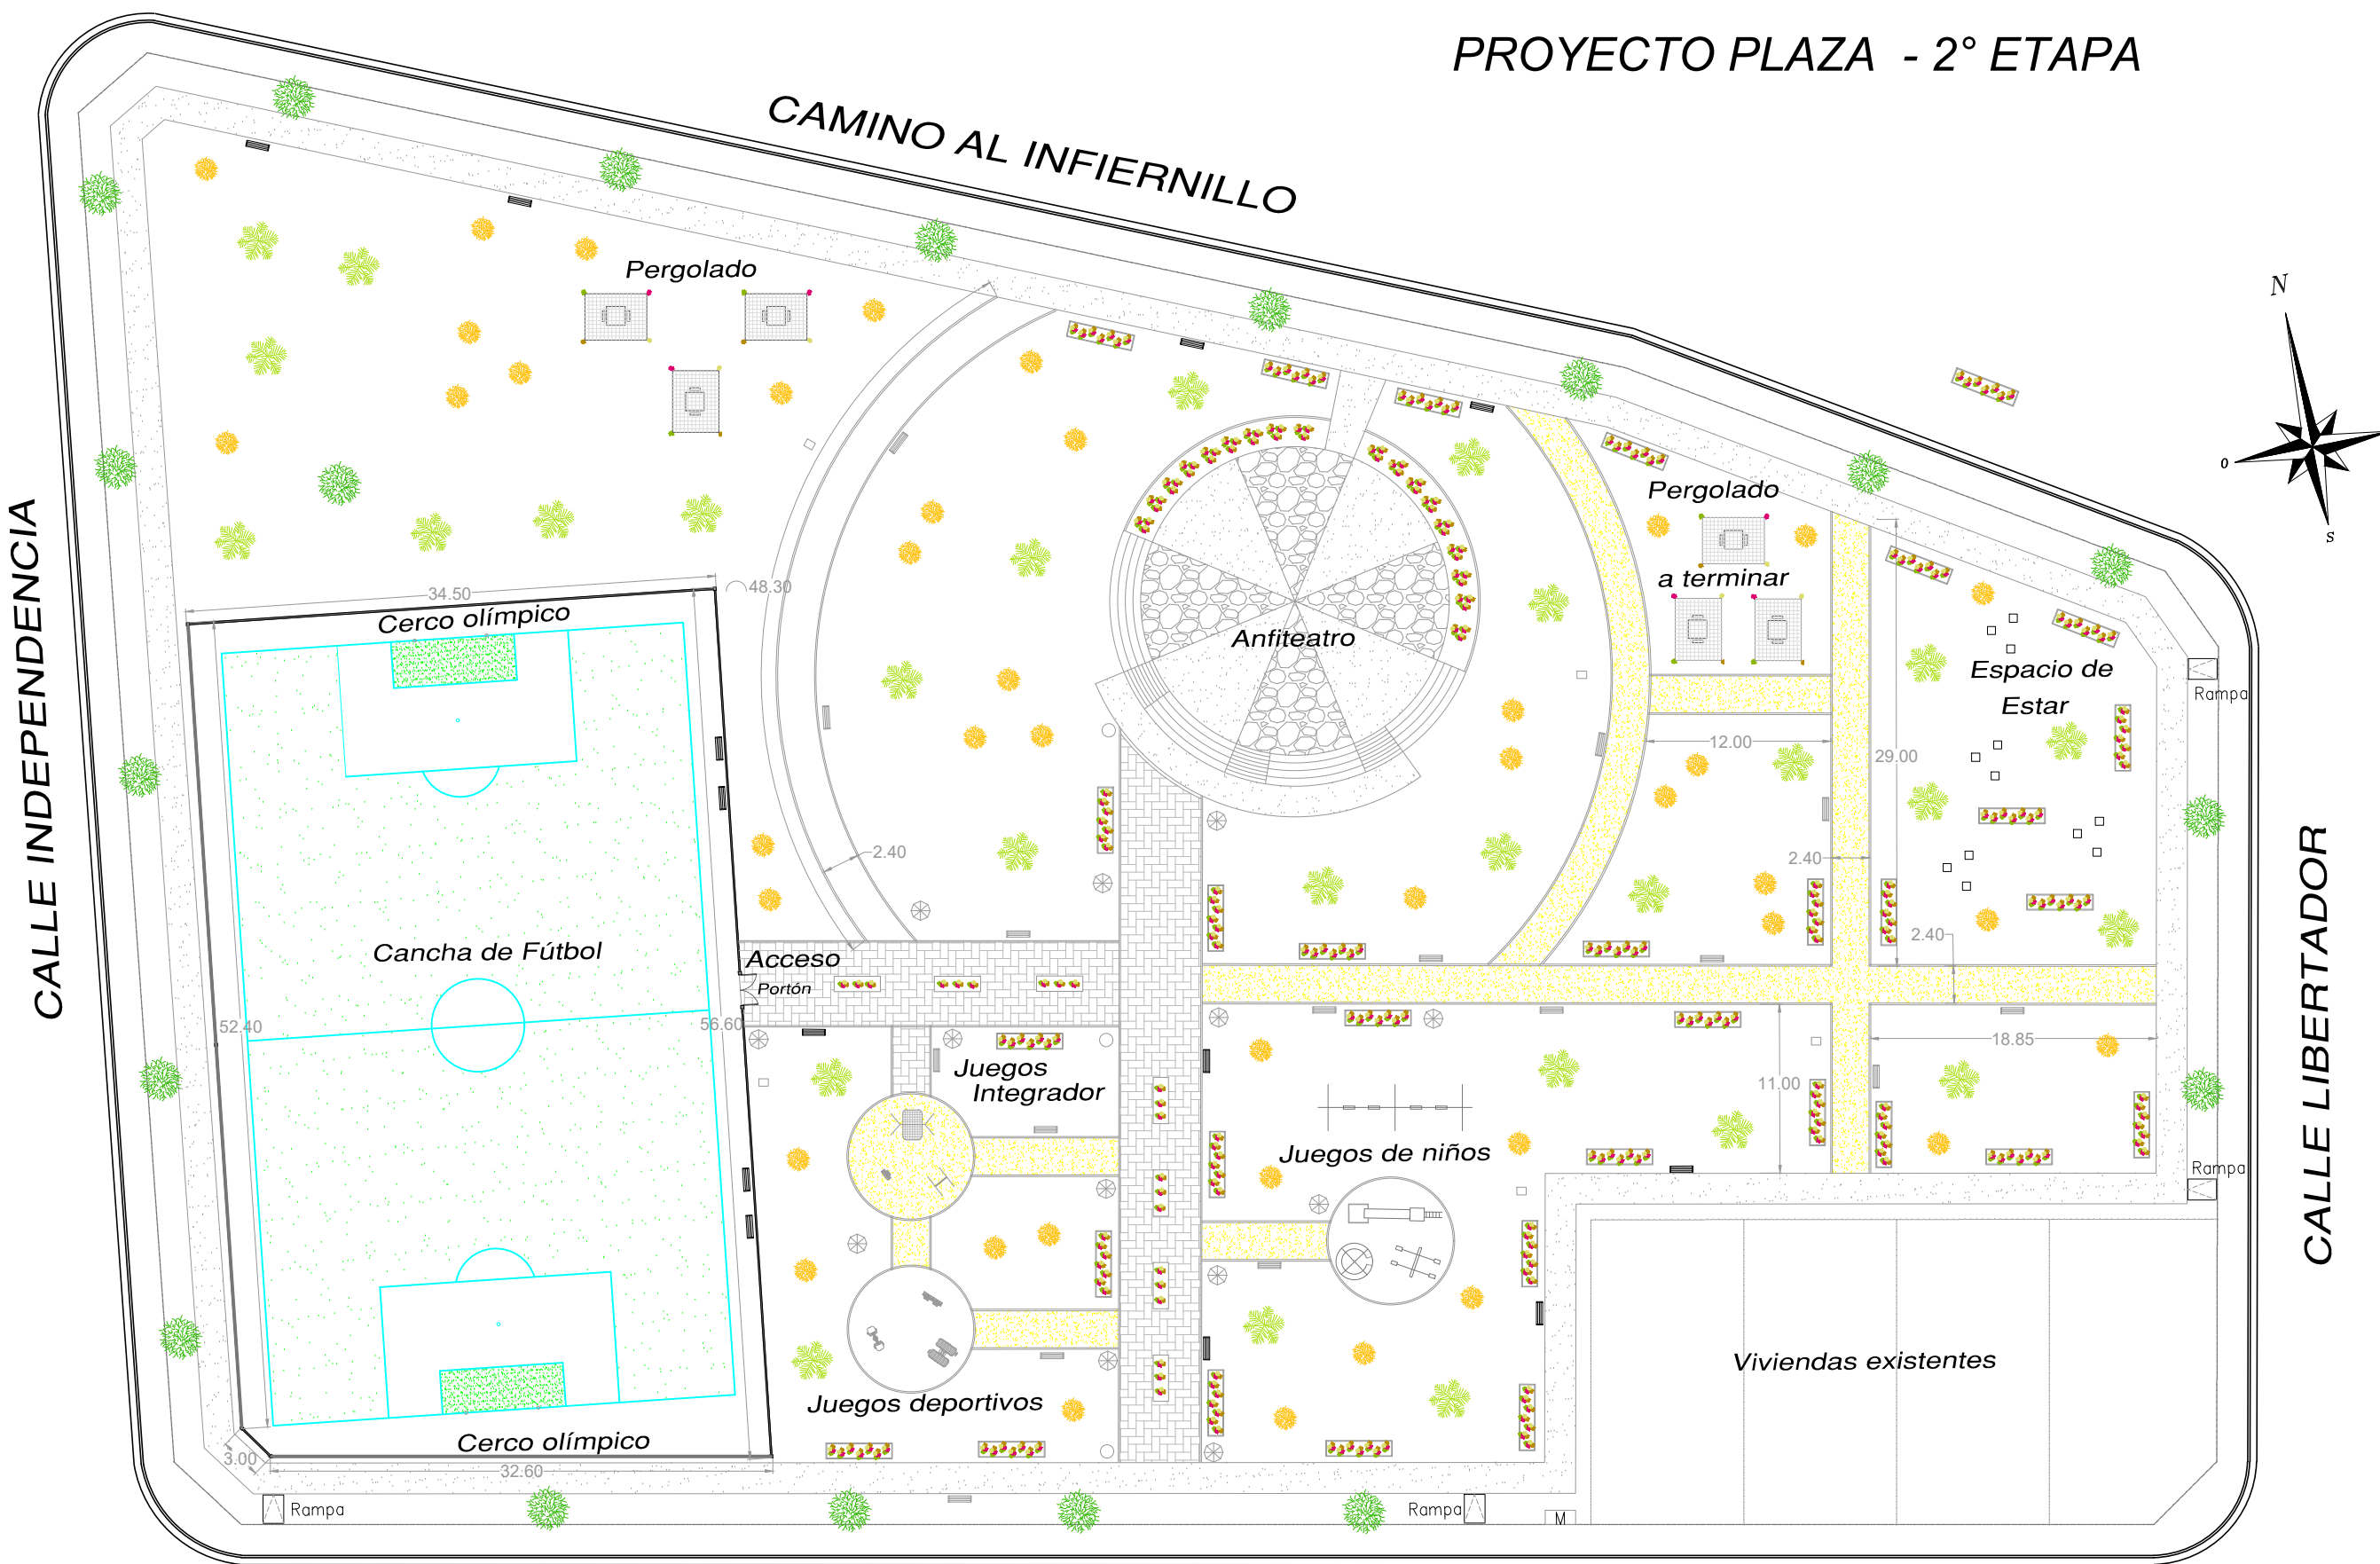 PROYECTO PLAZA - 2° ETAPA
CAMINO AL INFIERNILLO
N
O
S
CALLE INDEPENDENCIA
CALLE LIBERTADOR
Pergolado
Pergolado
a terminar
34.50
48.30
Cerco olímpico
Anfiteatro
Espacio de
Estar
Rampa
12.00
29.00
2.40
2.40
2.40
Cancha de Fútbol
Acceso
Portón
52.40
56.60
18.85
11.00
Juegos
Integrador
Juegos de niños
Rampa
Viviendas existentes
Juegos deportivos
Cerco olímpico
3.00
32.60
Rampa
Rampa
M